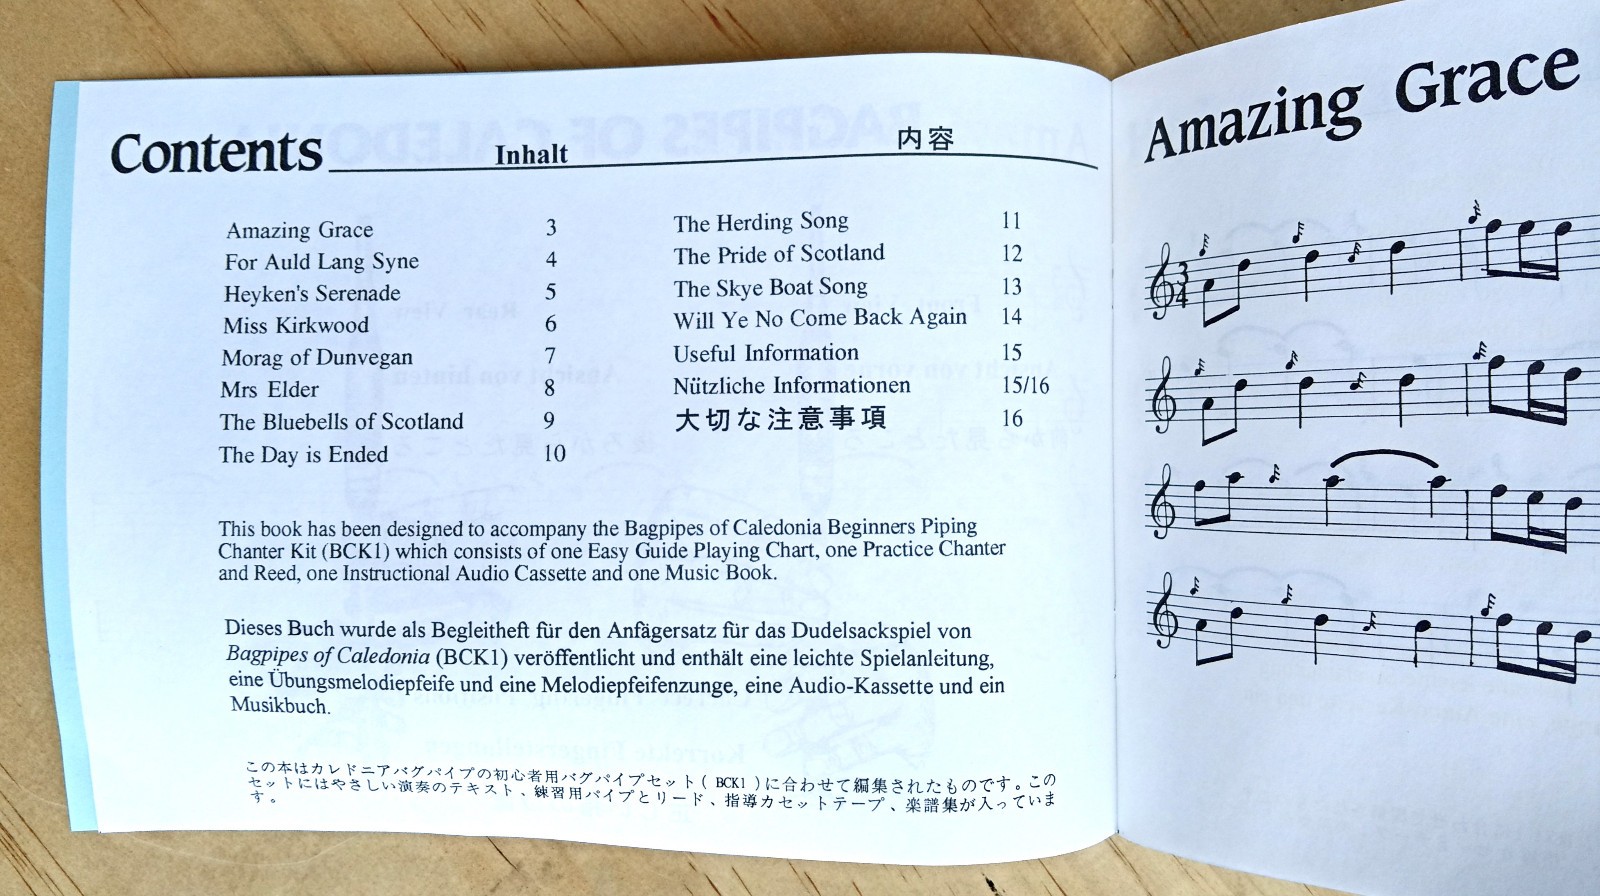 Contents Inhalt 内容
Amazing Grace 3
For Auld Lang Syne 4
Heyken's Serenade 5
Miss Kirkwood 6
Morag of Dunvegan 7
Mrs Elder 8
The Bluebells of Scotland 9
The Day is Ended 10
The Herding Song 11
The Pride of Scotland 12
The Skye Boat Song 13
Will Ye No Come Back Again 14
Useful Information 15
Nützliche Informationen 15/16
大切な注意事項 16
This book has been designed to accompany the Bagpipes of Caledonia Beginners Piping
Chanter Kit (BCK1) which consists of one Easy Guide Playing Chart, one Practice Chanter
and Reed, one Instructional Audio Cassette and one Music Book.
Dieses Buch wurde als Begleitheft für den Anfägersatz für das Dudelsackspiel von
Bagpipes of Caledonia (BCK1) veröffentlicht und enthält eine leichte Spielanleitung,
eine Übungsmelodiepfeife und eine Melodiepfeifenzunge, eine Audio-Kassette und ein
Musikbuch.
この本はカレドニアバグパイプの初心者用バグパイプセット( BCK1 )に合わせて編集されたものです。この
セットにはやさしい演奏のテキスト、練習用パイプとリード、指導カセットテープ、楽譜集が入っていま
す。
Amazing Grace
3
4